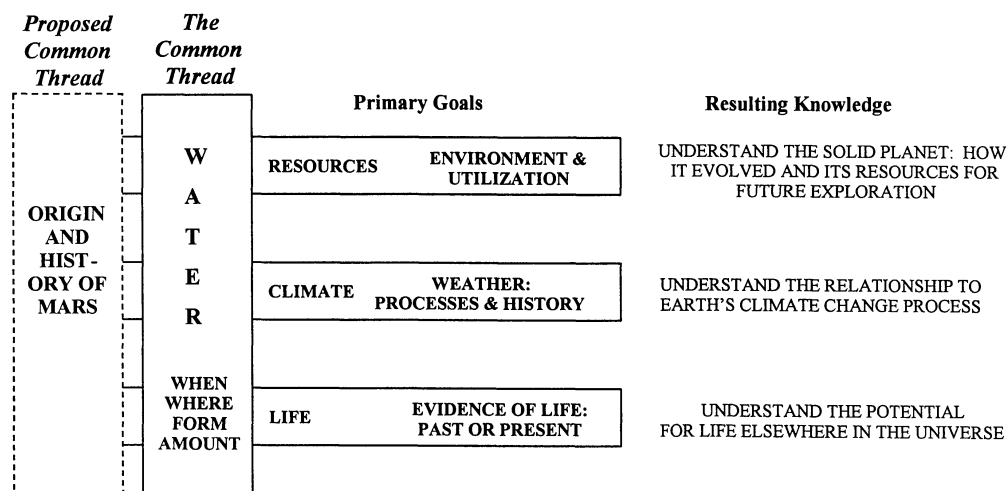 Proposed
Common
Thread
The
Common
Thread
Primary Goals
Resulting Knowledge
ORIGIN
AND
HIST-
ORY OF
MARS
W
A
T
E
R
WHEN
WHERE
FORM
AMOUNT
RESOURCES
ENVIRONMENT &
UTILIZATION
UNDERSTAND THE SOLID PLANET: HOW
IT EVOLVED AND ITS RESOURCES FOR
FUTURE EXPLORATION
CLIMATE
WEATHER:
PROCESSES & HISTORY
UNDERSTAND THE RELATIONSHIP TO
EARTH'S CLIMATE CHANGE PROCESS
LIFE
EVIDENCE OF LIFE:
PAST OR PRESENT
UNDERSTAND THE POTENTIAL
FOR LIFE ELSEWHERE IN THE UNIVERSE